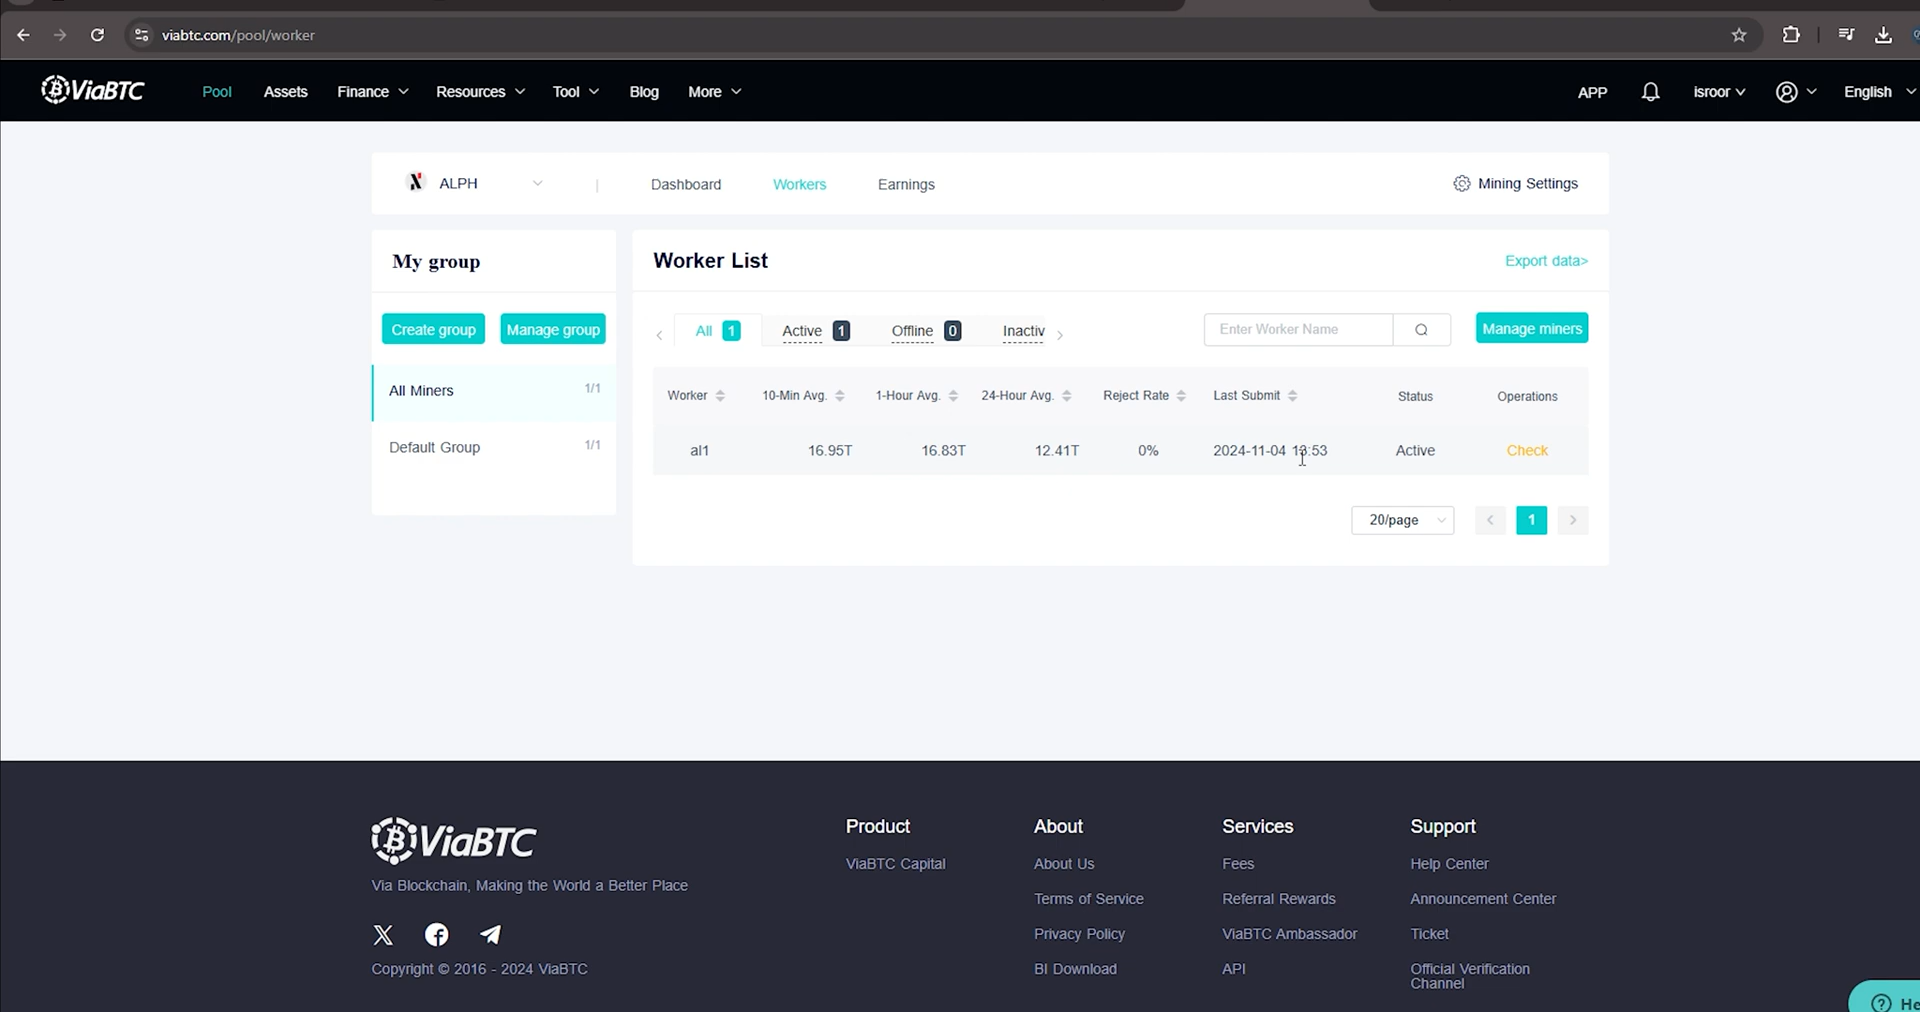 viabtc.com/pool/worker
ViaBTC Pool Assets Finance Resources Tool Blog More APP isroor English
ALPH | Dashboard Workers Earnings Mining Settings
My group
Create group Manage group
All Miners 1/1
Default Group 1/1
Worker List Export data>
All 1 Active 1 Offline 0 Inactiv Enter Worker Name Manage miners
Worker 10-Min Avg. 1-Hour Avg. 24-Hour Avg. Reject Rate Last Submit Status Operations
al1 16.95T 16.83T 12.41T 0% 2024-11-04 Active Check
20/page 1
ViaBTC
Via Blockchain, Making the World a Better Place
Copyright © 2016 - 2024 ViaBTC
Product
ViaBTC Capital
About
About Us
Terms of Service
Privacy Policy
BI Download
Services
Fees
Referral Rewards
ViaBTC Ambassador
API
Support
Help Center
Announcement Center
Ticket
Official Verification
Channel
He